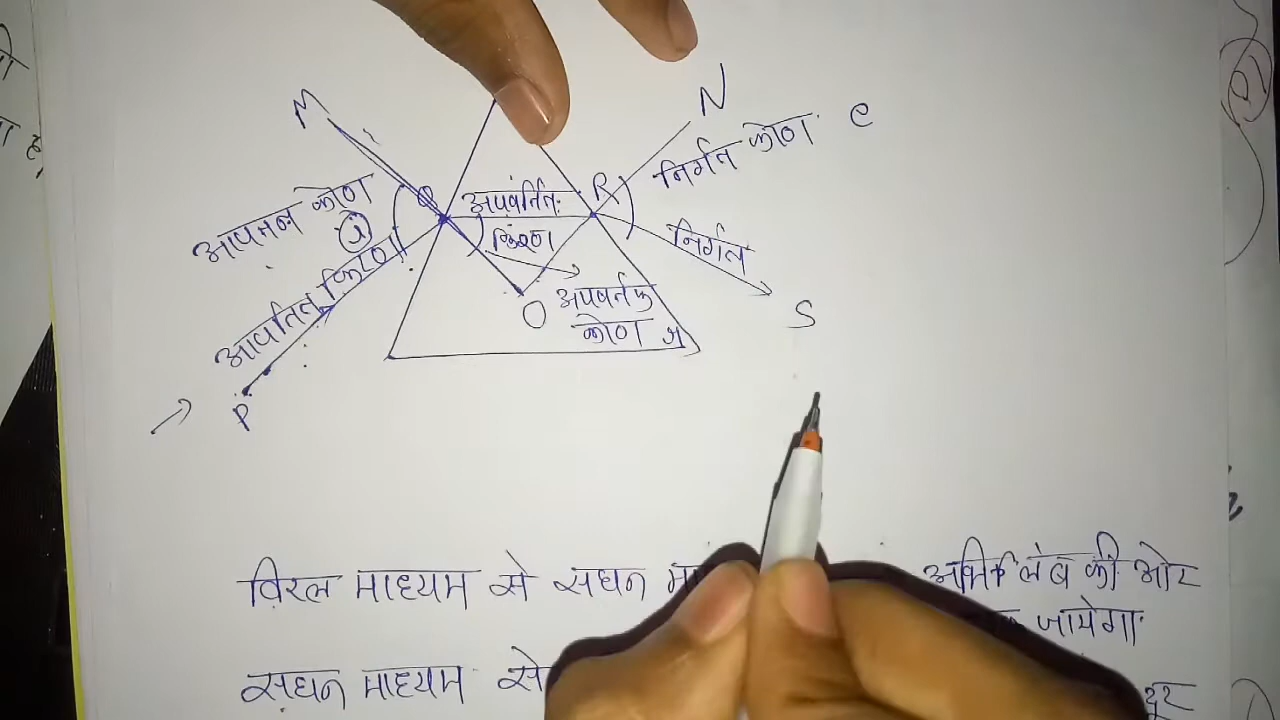 M
N
निर्गत कोण e
आपतन कोण
i
Q
अपवर्तित
किरण
R
आपतित किरण
निर्गत
O
अपवर्तक
कोण
S
P
विरल माध्यम से सघन
अभिलंब की ओर
जायेगा
सघन माध्यम से
दूर